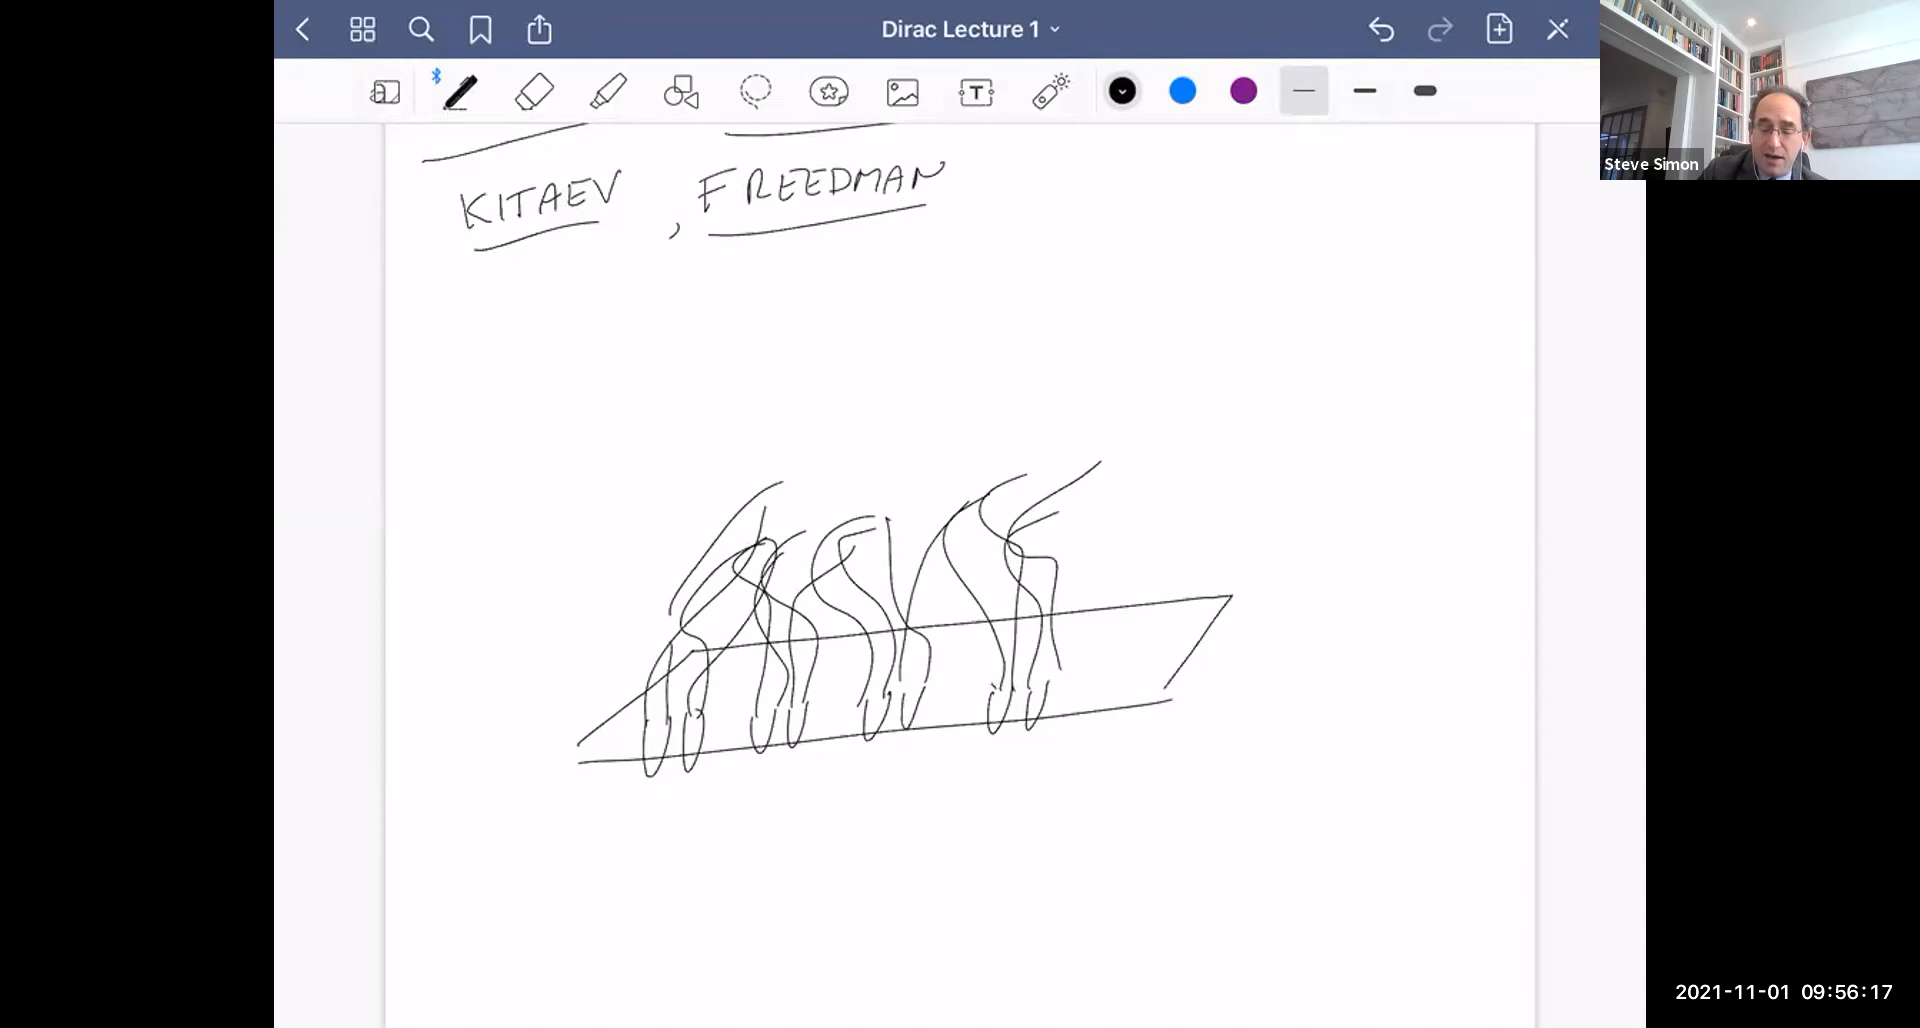 Dirac Lecture 1
T
Steve Simon
KITAEV, FREEDMAN
2021-11-01 09:56:17